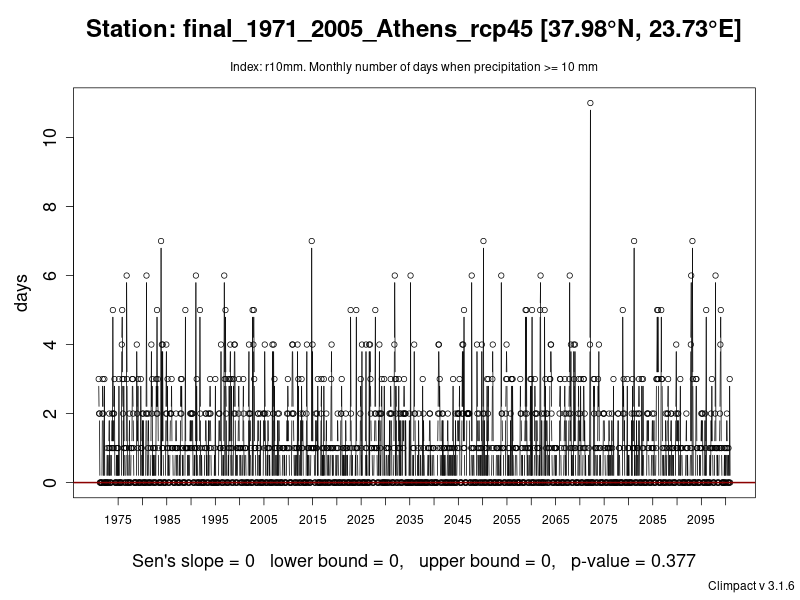 Station: final_1971_2005_Athens_rcp45 [37.98°N, 23.73°E]
Index: r10mm. Monthly number of days when precipitation >= 10 mm
days
10
8
6
4
2
0
1975 1985 1995 2005 2015 2025 2035 2045 2055 2065 2075 2085 2095
Sen's slope = 0 lower bound = 0, upper bound = 0, p-value = 0.377
Climpact v 3.1.6